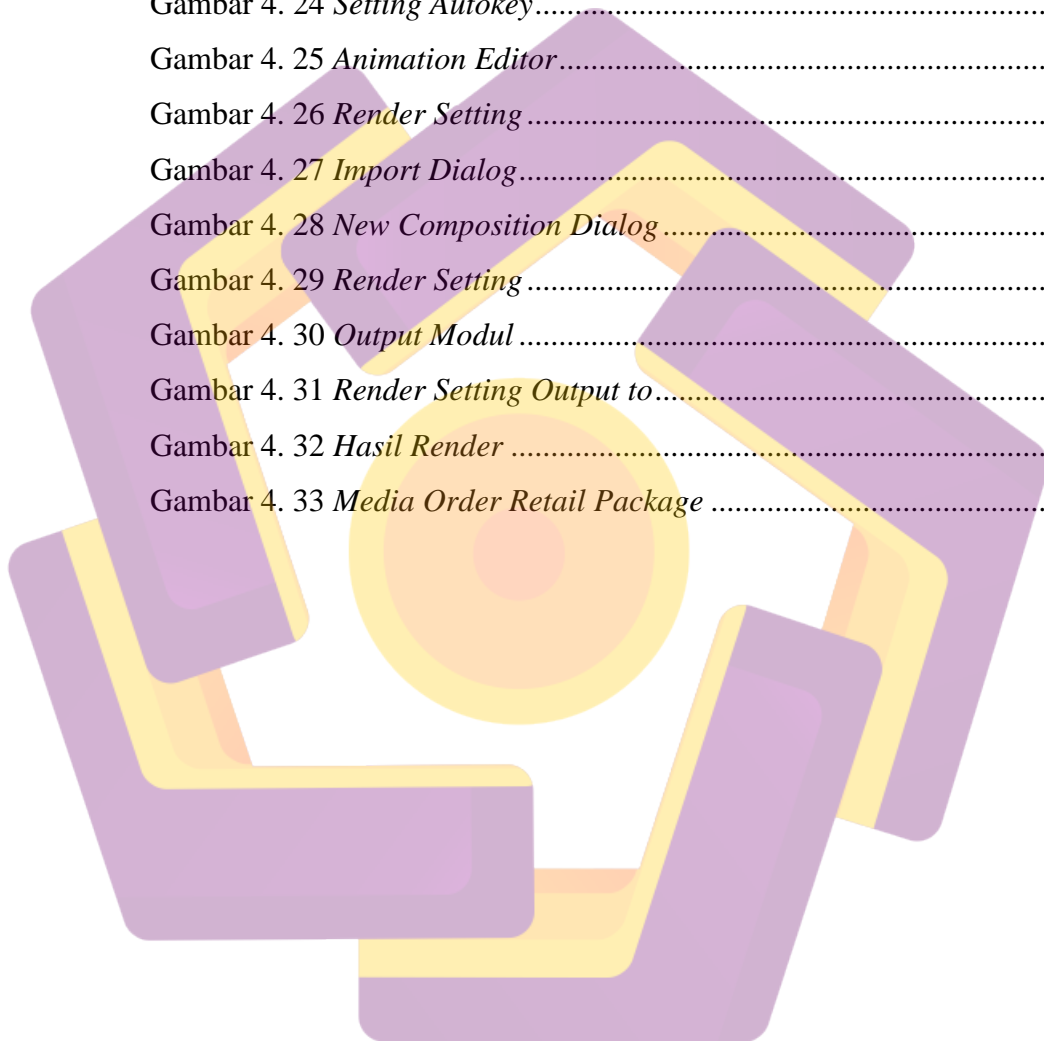 Gambar 4. 24 Setting Autokey........................................................................
Gambar 4. 25 Animation Editor.....................................................................
Gambar 4. 26 Render Setting.........................................................................
Gambar 4. 27 Import Dialog..........................................................................
Gambar 4. 28 New Composition Dialog.......................................................
Gambar 4. 29 Render Setting.........................................................................
Gambar 4. 30 Output Modul..........................................................................
Gambar 4. 31 Render Setting Output to.........................................................
Gambar 4. 32 Hasil Render...........................................................................
Gambar 4. 33 Media Order Retail Package...................................................